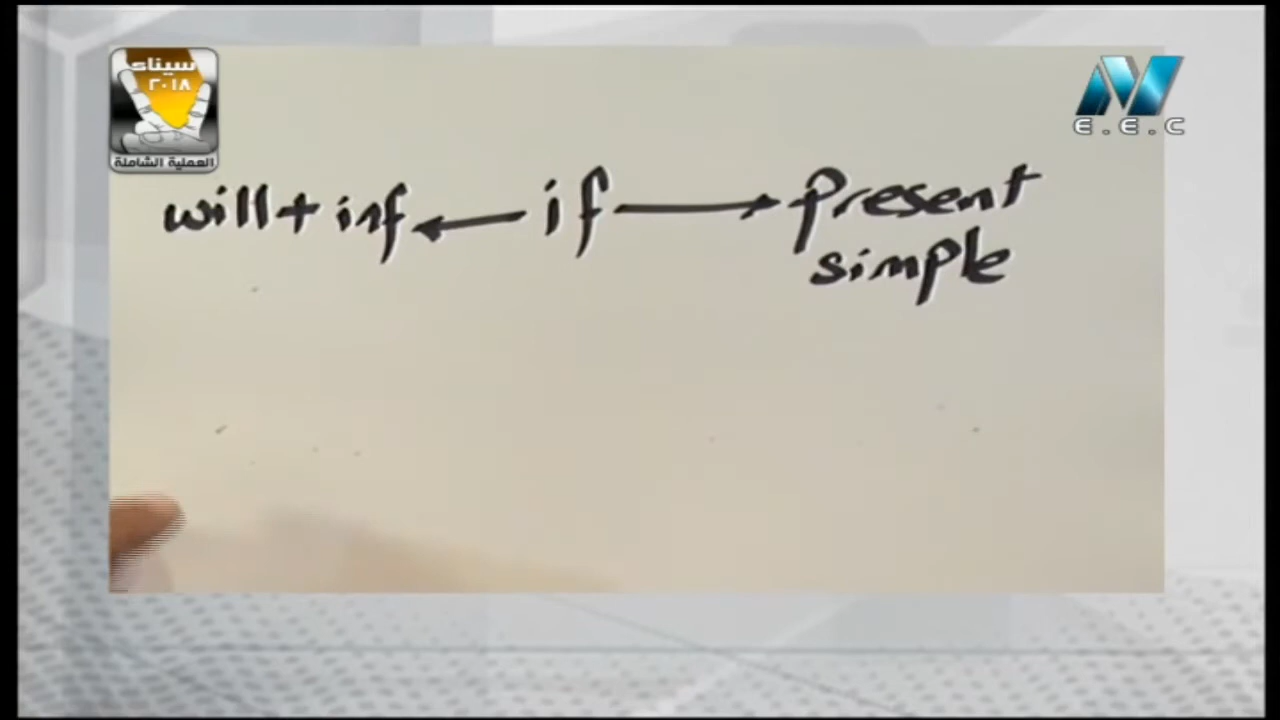 سيناء
٢٠١٨
العملية الشاملة
E.E.C
will + inf ← if → present
simple